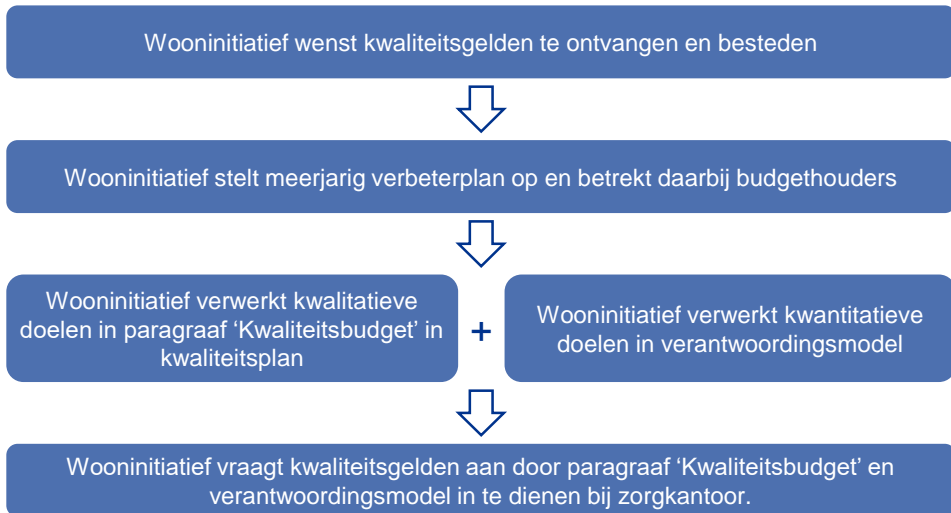 Wooninitiatief wenst kwaliteitsgelden te ontvangen en besteden
Wooninitiatief stelt meerjarig verbeterplan op en betrekt daarbij budgethouders
Wooninitiatief verwerkt kwalitatieve
doelen in paragraaf ‘Kwaliteitsbudget’ in
kwaliteitsplan
+
Wooninitiatief verwerkt kwantitatieve
doelen in verantwoordingsmodel
Wooninitiatief vraagt kwaliteitsgelden aan door paragraaf ‘Kwaliteitsbudget’ en
verantwoordingsmodel in te dienen bij zorgkantoor.